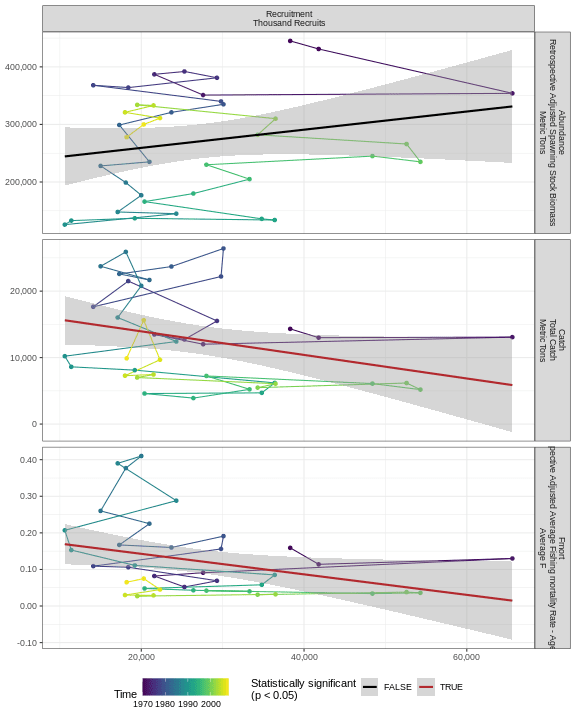 Recruitment
Thousand Recruits
400,000
300,000
200,000
Abundance
Retrospective Adjusted Spawning Stock Biomass
Metric Tons
20,000
10,000
0
Catch
Total Catch
Metric Tons
0.40
0.30
0.20
0.10
0.00
-0.10
Fmort
pective Adjusted Average Fishing mortality Rate - Age
Average F
20,000
40,000
60,000
Time
1970 1980 1990 2000
Statistically significant
(p < 0.05)
FALSE
TRUE